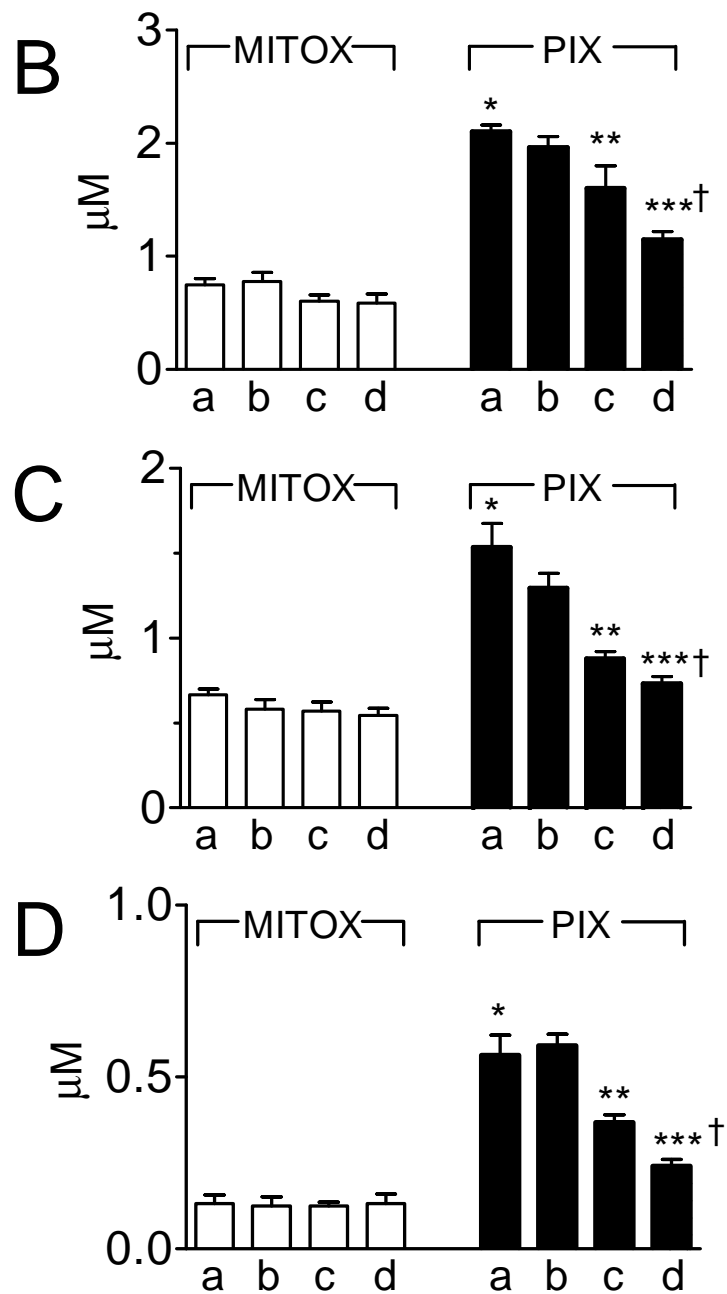 B
3
MITOX
PIX
*
2
**
μM
***†
1
0
a b c d a b c d
C
2
MITOX
PIX
*
1
**
***†
μM
0
a b c d a b c d
D
1.0
MITOX
PIX
*
μM
0.5
**
***†
0.0
a b c d a b c d